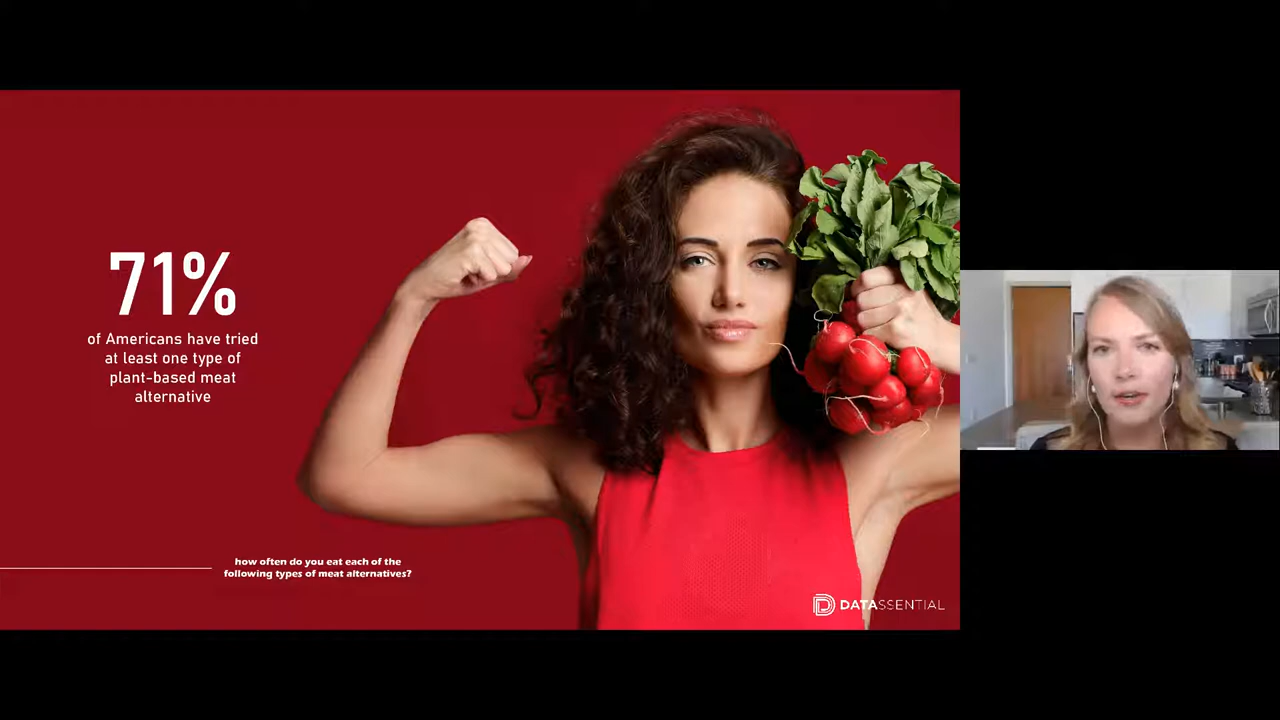 71%
of Americans have tried
at least one type of
plant-based meat
alternative
how often do you eat each of the
following types of meat alternatives?
DATASSENTIAL